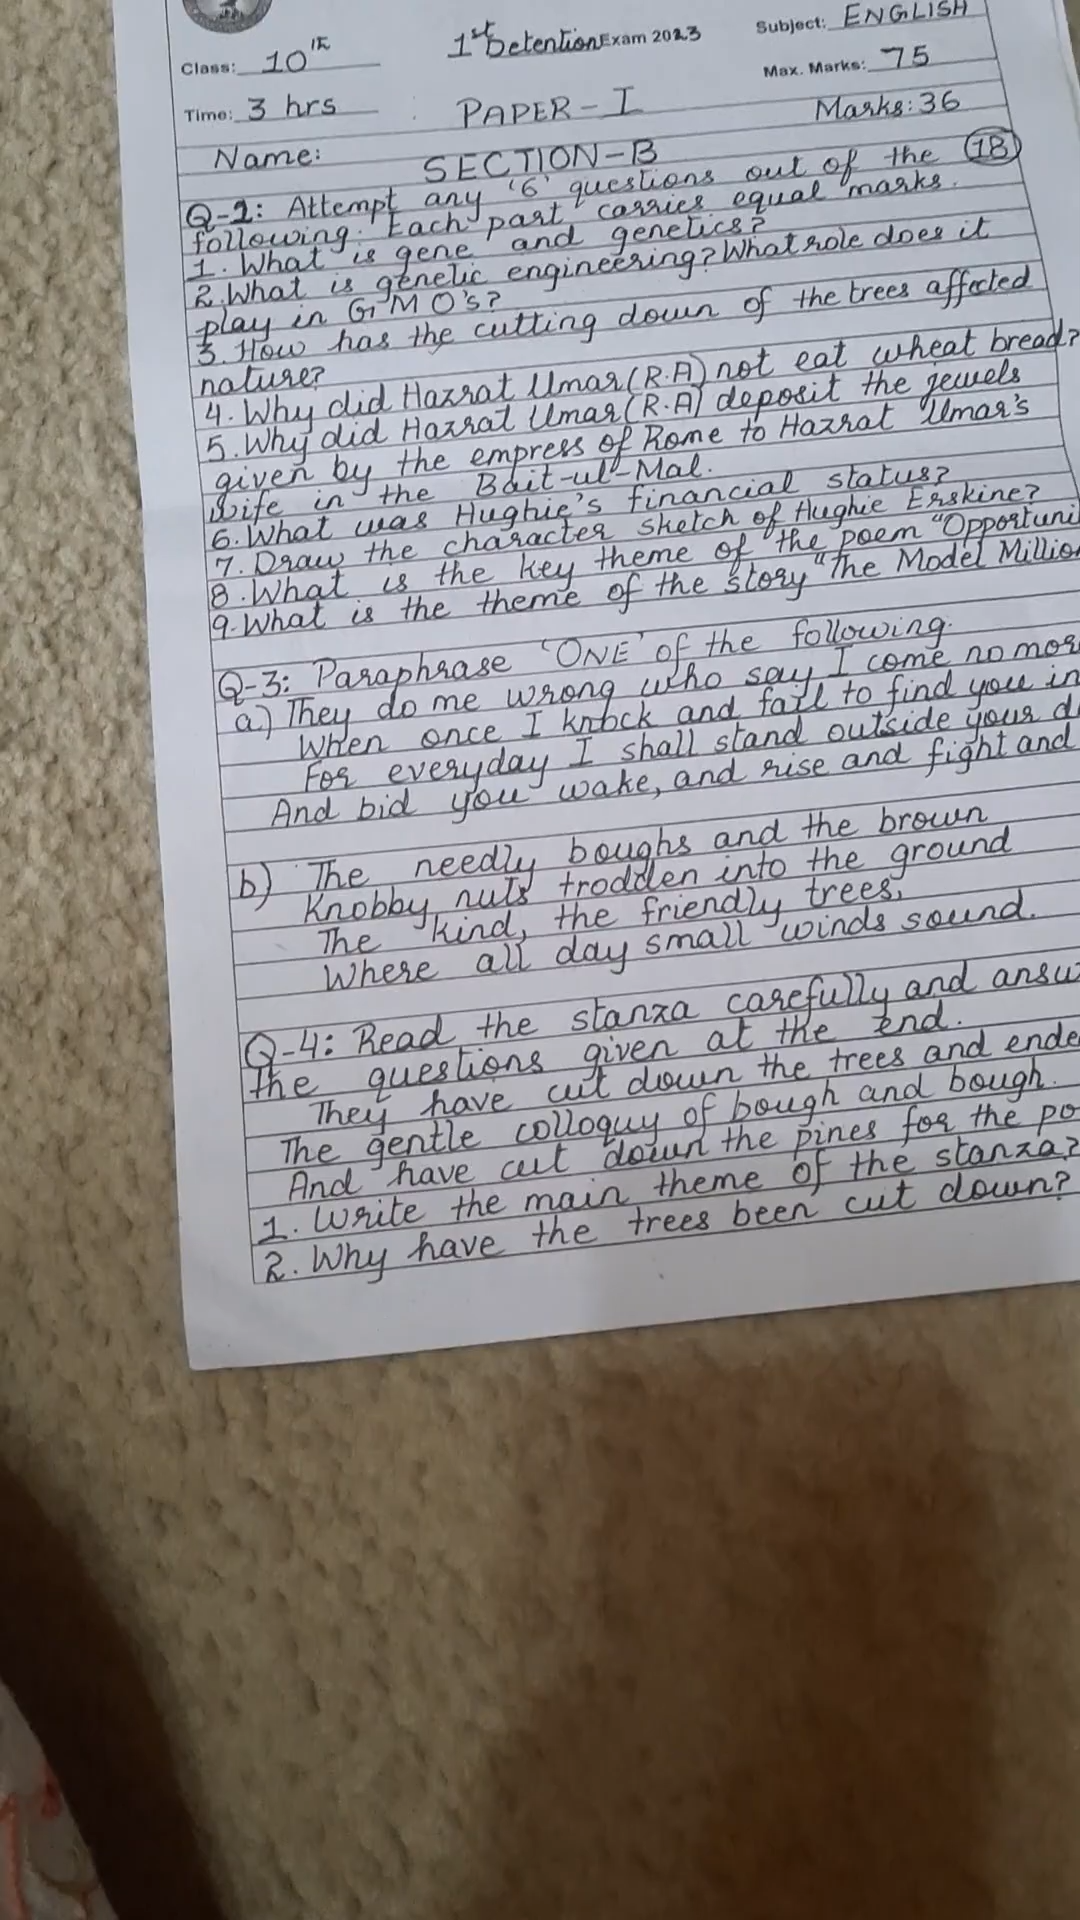 Class: 10th
1st Detention Exam 2023
Subject: ENGLISH
Time: 3 hrs
Max. Marks: 75
PAPER-I
Marks: 36
Name:
SECTION-B
Q-2: Attempt any '6' questions out of the 18
following. Each part carries equal marks.
1. What is gene and genetics?
2. What is genetic engineering? What role does it
play in GMO's?
3. How has the cutting down of the trees affected
nature?
4. Why did Hazrat Umar (R.A) not eat wheat bread?
5. Why did Hazrat Umar (R.A) deposit the jewels
given by the empress of Rome to Hazrat Umar's
wife in the Bait-ul-Mal.
6. What was Hughie's financial status?
7. Draw the character sketch of Hughie Erskine?
8. What is the key theme of the poem "Opportuni
9. What is the theme of the story "The Model Millio
Q-3: Paraphrase 'ONE' of the following.
a) They do me wrong who say I come no mor
When once I knock and fail to find you in
For everyday I shall stand outside your d
And bid you wake, and rise and fight and
b) The needly boughs and the brown
Knobby nuts trodden into the ground
The kind, the friendly trees,
Where all day small winds sound.
Q-4: Read the stanza carefully and answ
the questions given at the end.
They have cut down the trees and ende
The gentle colloquy of bough and bough.
And have cut down the pines for the po
1. Write the main theme of the stanza?
2. Why have the trees been cut down?